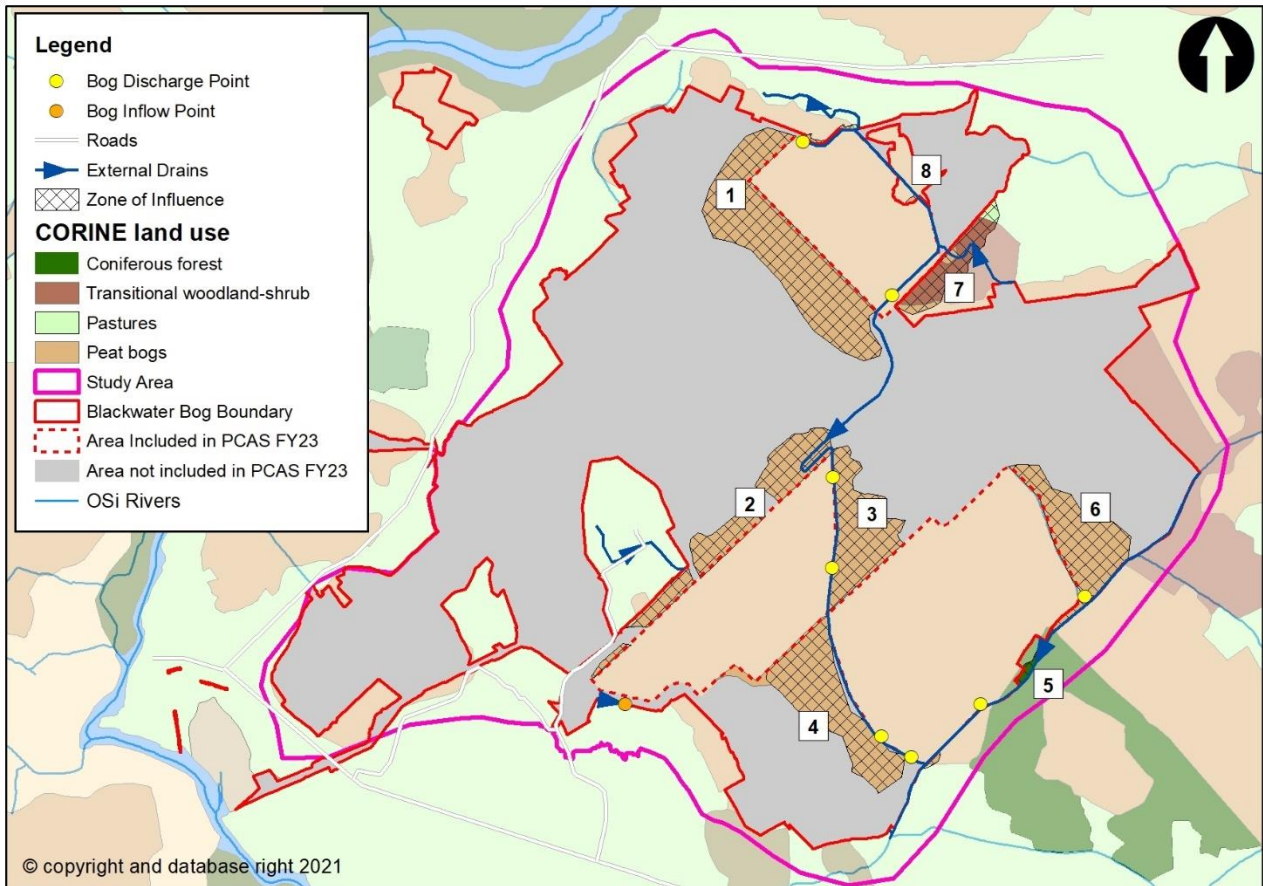 Legend
Bog Discharge Point
Bog Inflow Point
Roads
External Drains
Zone of Influence
CORINE land use
Coniferous forest
Transitional woodland-shrub
Pastures
Peat bogs
Study Area
Blackwater Bog Boundary
Area Included in PCAS FY23
Area not included in PCAS FY23
OSi Rivers
1
8
7
2
3
6
5
4
© copyright and database right 2021